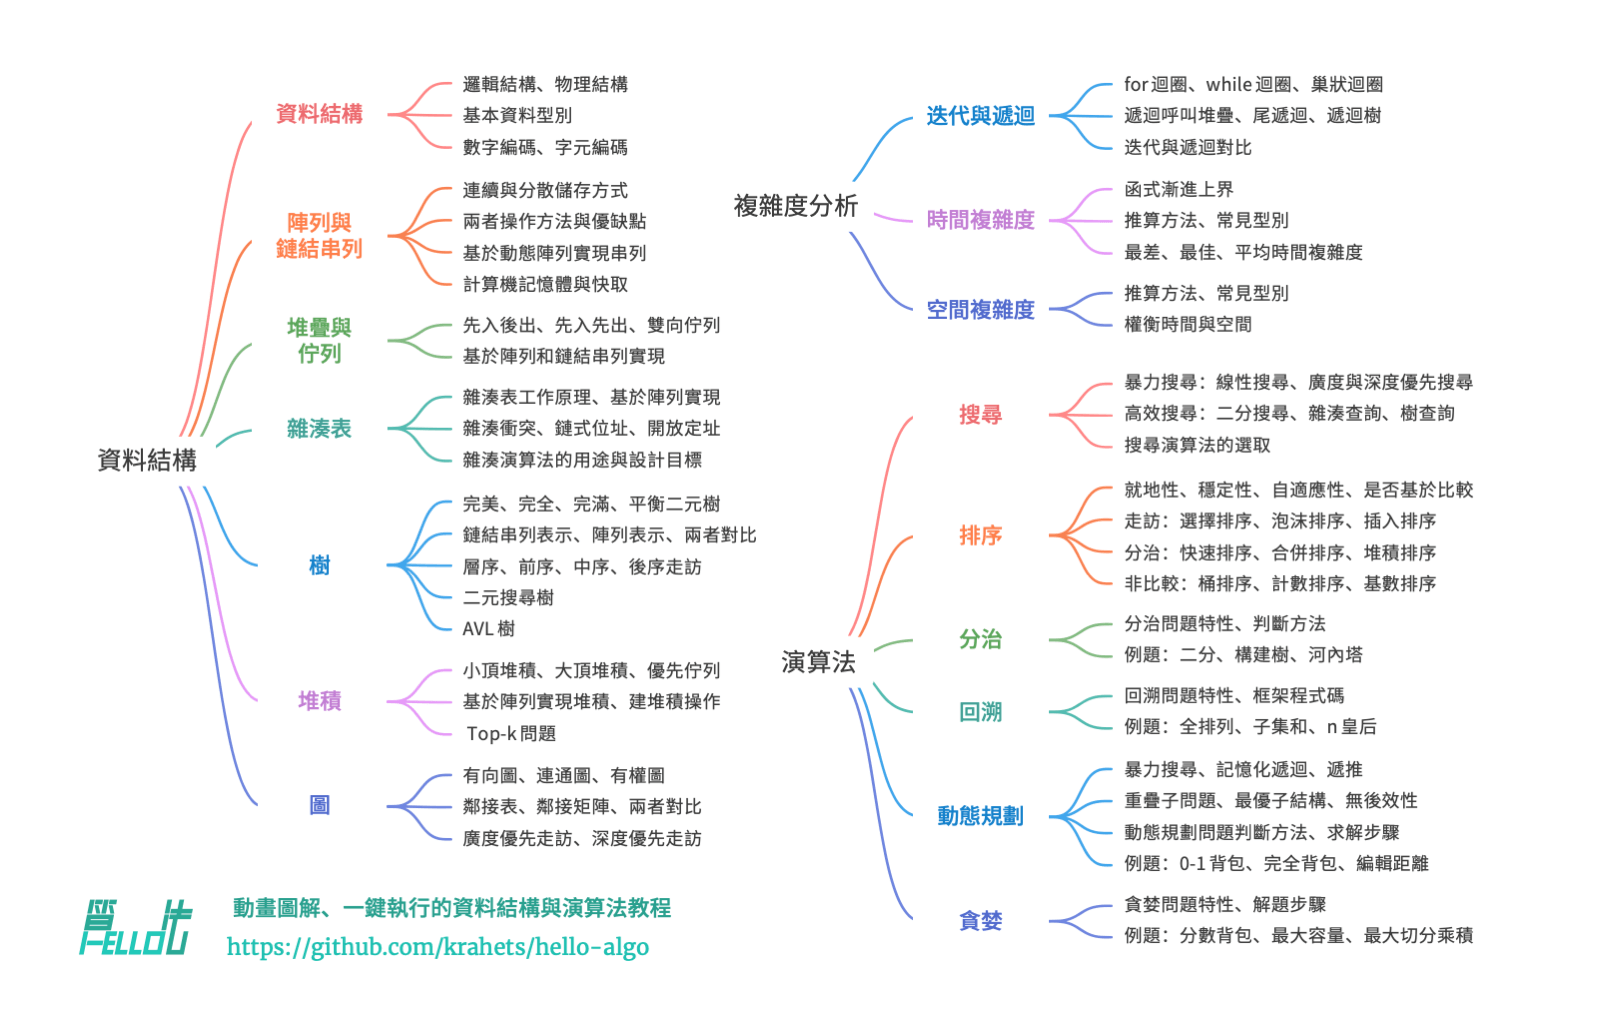 資料結構
資料結構
邏輯結構、物理結構
基本資料型別
數字編碼、字元編碼
陣列與
鏈結串列
連續與分散儲存方式
兩者操作方法與優缺點
基於動態陣列實現串列
計算機記憶體與快取
堆疊與
佇列
先入後出、先入先出、雙向佇列
基於陣列和鏈結串列實現
雜湊表
雜湊表工作原理、基於陣列實現
雜湊衝突、鏈式位址、開放定址
雜湊演算法的用途與設計目標
樹
完美、完全、完滿、平衡二元樹
鏈結串列表示、陣列表示、兩者對比
層序、前序、中序、後序走訪
二元搜尋樹
AVL 樹
堆積
小頂堆積、大頂堆積、優先佇列
基於陣列實現堆積、建堆積操作
Top-k 問題
圖
有向圖、連通圖、有權圖
鄰接表、鄰接矩陣、兩者對比
廣度優先走訪、深度優先走訪
複雜度分析
迭代與遞迴
for 迴圈、while 迴圈、巢狀迴圈
遞迴呼叫堆疊、尾遞迴、遞迴樹
迭代與遞迴對比
時間複雜度
函式漸進上界
推算方法、常見型別
最差、最佳、平均時間複雜度
空間複雜度
推算方法、常見型別
權衡時間與空間
演算法
搜尋
暴力搜尋：線性搜尋、廣度與深度優先搜尋
高效搜尋：二分搜尋、雜湊查詢、樹查詢
搜尋演算法的選取
排序
就地性、穩定性、自適應性、是否基於比較
走訪：選擇排序、泡沫排序、插入排序
分治：快速排序、合併排序、堆積排序
非比較：桶排序、計數排序、基數排序
分治
分治問題特性、判斷方法
例題：二分、構建樹、河內塔
回溯
回溯問題特性、框架程式碼
例題：全排列、子集和、n 皇后
動態規劃
暴力搜尋、記憶化遞迴、遞推
重疊子問題、最優子結構、無後效性
動態規劃問題判斷方法、求解步驟
例題：0-1 背包、完全背包、編輯距離
貪婪
貪婪問題特性、解題步驟
例題：分數背包、最大容量、最大切分乘積
算法
HELLO
動畫圖解、一鍵執行的資料結構與演算法教程
https://github.com/krahets/hello-algo